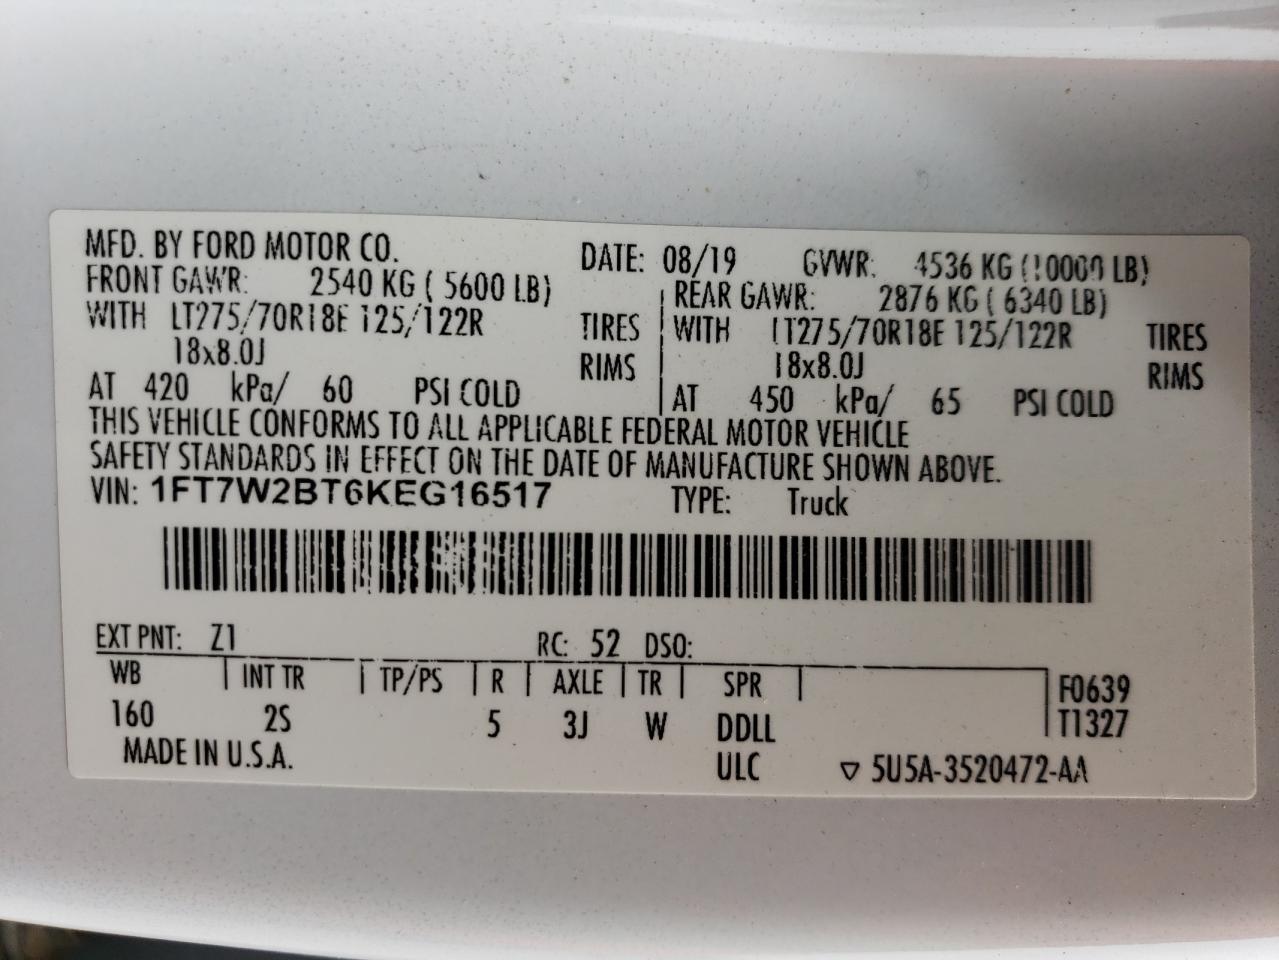 MFD. BY FORD MOTOR CO. DATE: 08/19 GVWR: 4536 KG (10000 LB)
FRONT GAWR: 2540 KG ( 5600 LB) REAR GAWR: 2876 KG ( 6340 LB)
WITH LT275/70R18E 125/122R TIRES WITH LT275/70R18E 125/122R TIRES
18x8.0J RIMS 18x8.0J RIMS
AT 420 kPa/ 60 PSI COLD AT 450 kPa/ 65 PSI COLD
THIS VEHICLE CONFORMS TO ALL APPLICABLE FEDERAL MOTOR VEHICLE
SAFETY STANDARDS IN EFFECT ON THE DATE OF MANUFACTURE SHOWN ABOVE.
VIN: 1FT7W2BT6KEG16517 TYPE: Truck
EXT PNT: Z1 RC: 52 DSO:
WB INT TR TP/PS R AXLE TR SPR F0639
160 2S 5 3J W DDLL T1327
MADE IN U.S.A. ULC ▽ 5U5A-3520472-AA